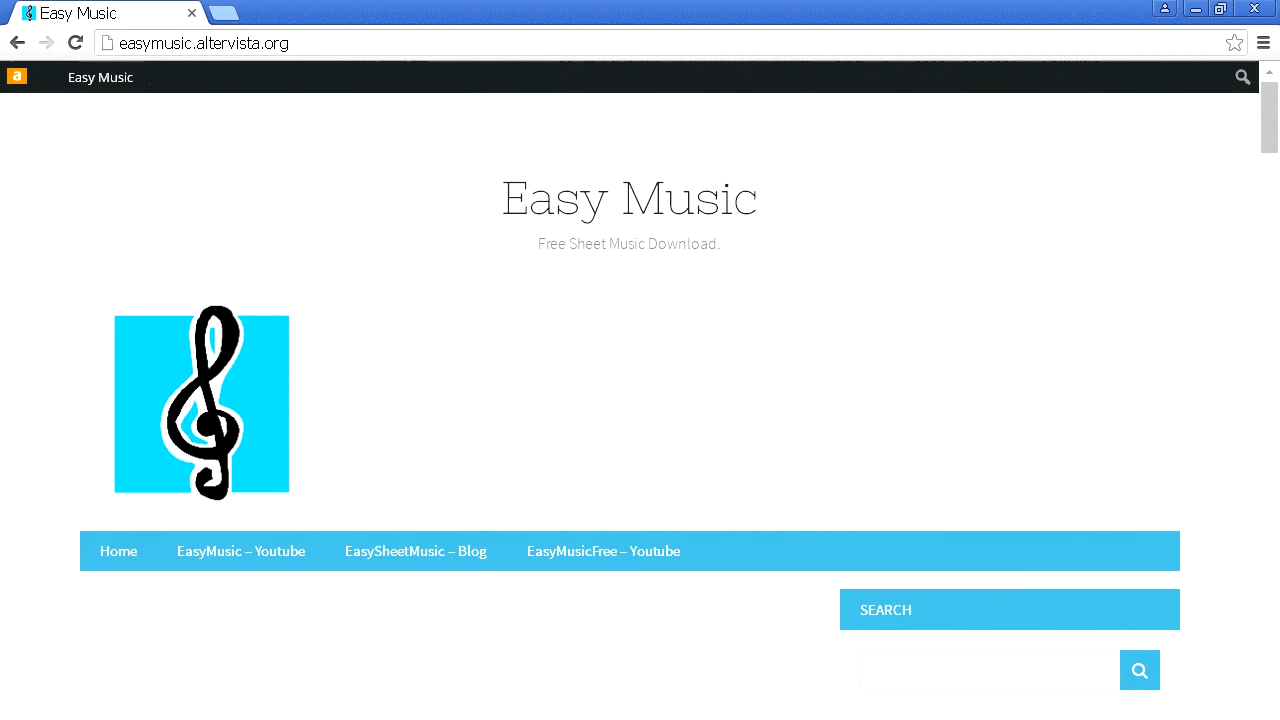 Easy Music
easymusic.altervista.org
a Easy Music
Easy Music
Free Sheet Music Download.
Home EasyMusic – Youtube EasySheetMusic – Blog EasyMusicFree – Youtube
SEARCH